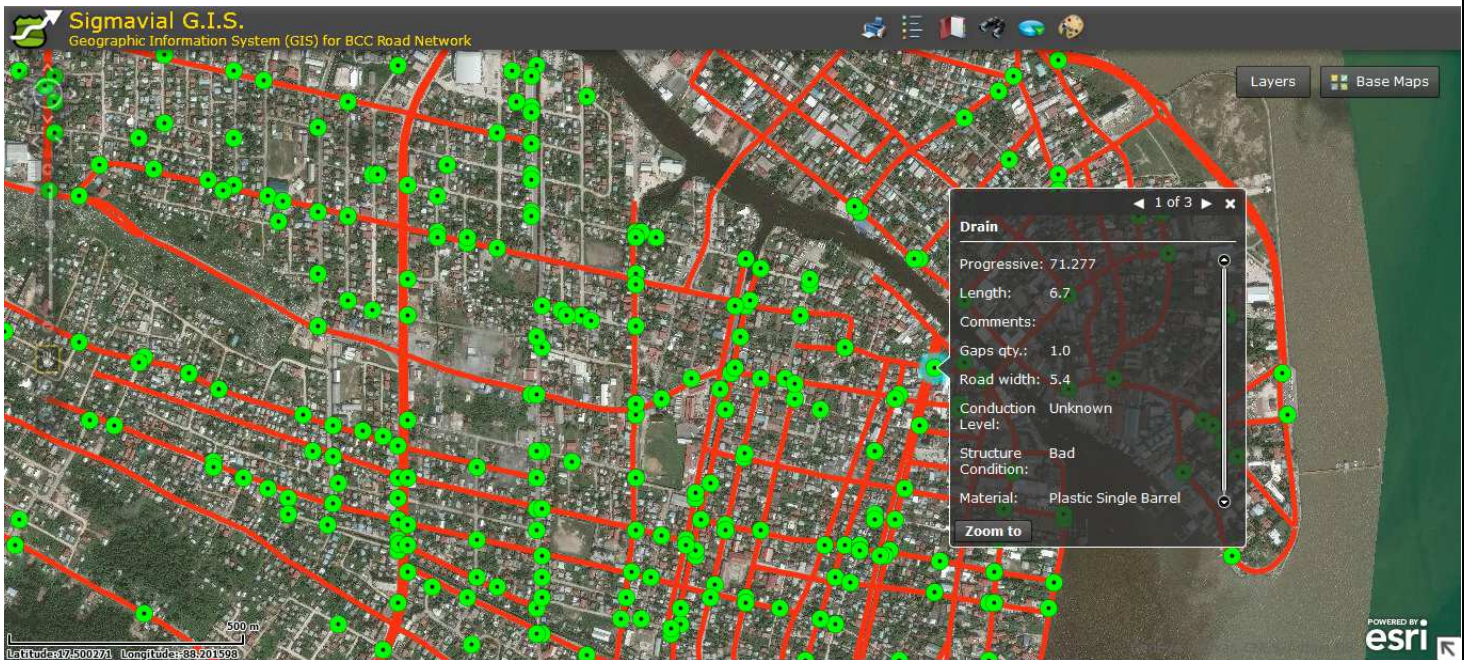 Sigmavial G.I.S.
Geographic Information System (GIS) for BCC Road Network
Layers
Base Maps
1 of 3
Drain
Progressive: 71.277
Length: 6.7
Comments:
Gaps qty.: 1.0
Road width: 5.4
Conduction Unknown
Level:
Structure Bad
Condition:
Material: Plastic Single Barrel
Zoom to
500 m
Latitude:17.500271 Longitude:-88.201598
POWERED BY
esri